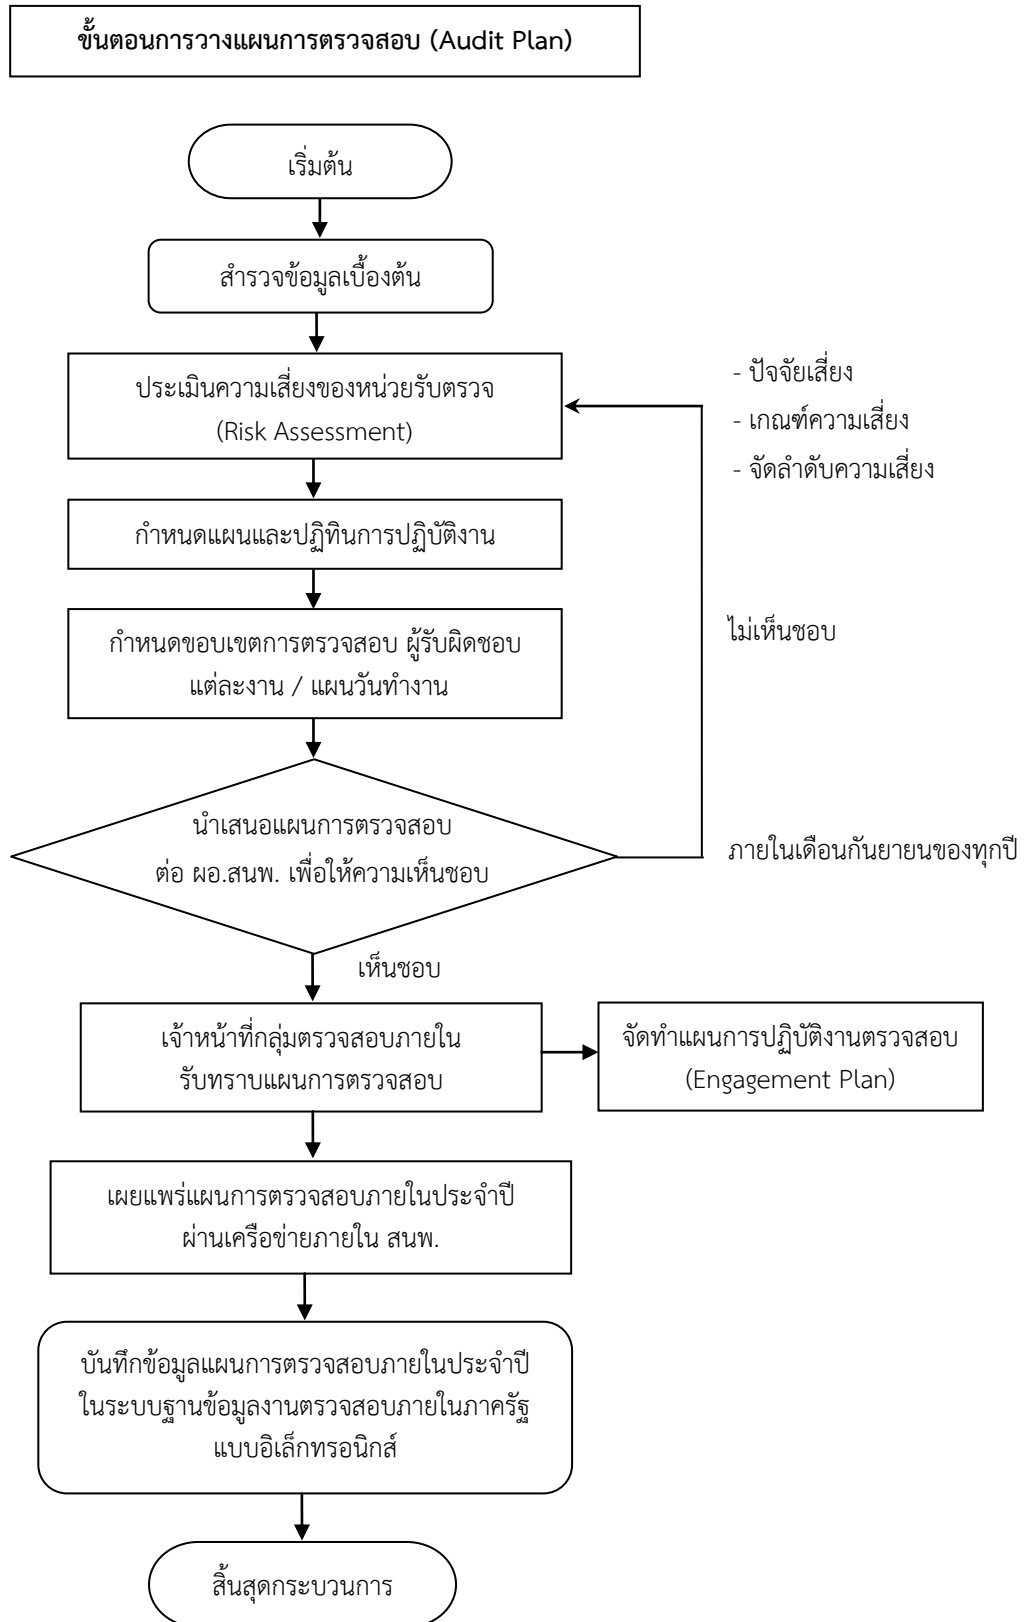 ขั้นตอนการวางแผนการตรวจสอบ (Audit Plan)
เริ่มต้น
สำรวจข้อมูลเบื้องต้น
ประเมินความเสี่ยงของหน่วยรับตรวจ
(Risk Assessment)
- ปัจจัยเสี่ยง
- เกณฑ์ความเสี่ยง
- จัดลำดับความเสี่ยง
กำหนดแผนและปฏิทินการปฏิบัติงาน
กำหนดขอบเขตการตรวจสอบ ผู้รับผิดชอบ
แต่ละงาน / แผนวันทำงาน
ไม่เห็นชอบ
นำเสนอแผนการตรวจสอบ
ต่อ ผอ.สนพ. เพื่อให้ความเห็นชอบ
ภายในเดือนกันยายนของทุกปี
เห็นชอบ
เจ้าหน้าที่กลุ่มตรวจสอบภายใน
รับทราบแผนการตรวจสอบ
จัดทำแผนการปฏิบัติงานตรวจสอบ
(Engagement Plan)
เผยแพร่แผนการตรวจสอบภายในประจำปี
ผ่านเครือข่ายภายใน สนพ.
บันทึกข้อมูลแผนการตรวจสอบภายในประจำปี
ในระบบฐานข้อมูลงานตรวจสอบภายในภาครัฐ
แบบอิเล็กทรอนิกส์
สิ้นสุดกระบวนการ